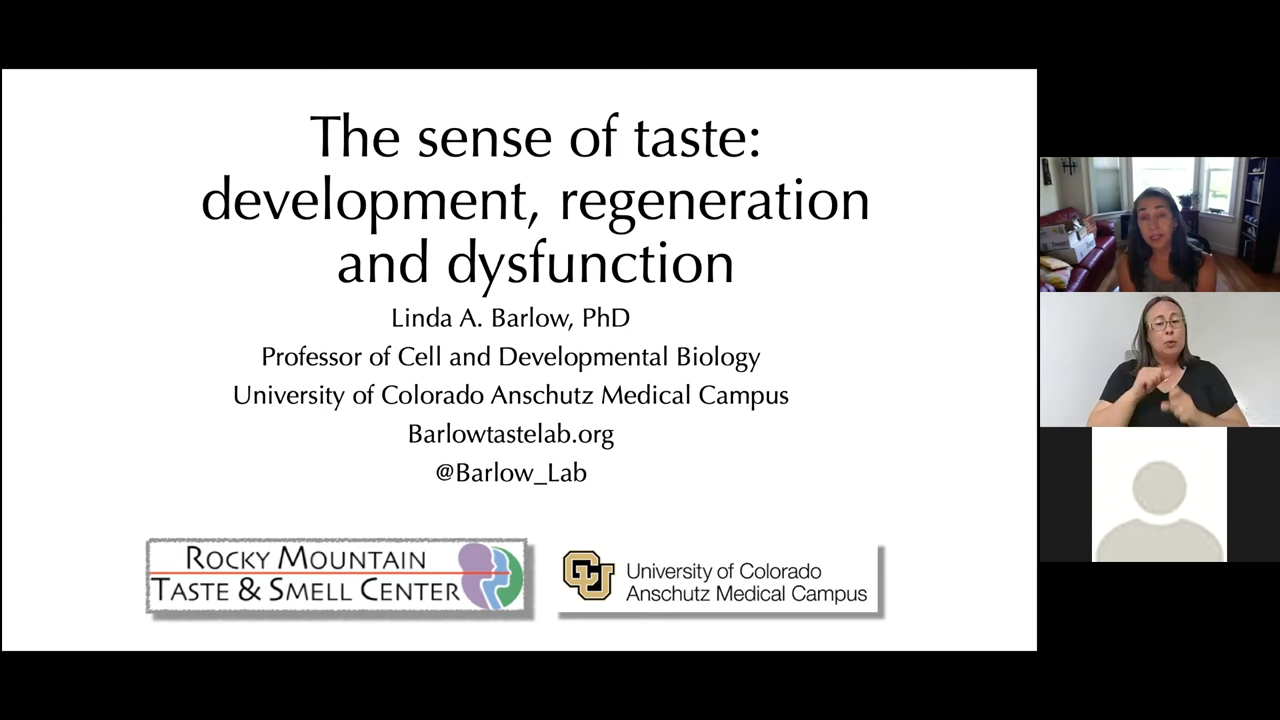 The sense of taste:
development, regeneration
and dysfunction
Linda A. Barlow, PhD
Professor of Cell and Developmental Biology
University of Colorado Anschutz Medical Campus
Barlowtastelab.org
@Barlow_Lab
ROCKY MOUNTAIN
TASTE & SMELL CENTER
CU
University of Colorado
Anschutz Medical Campus